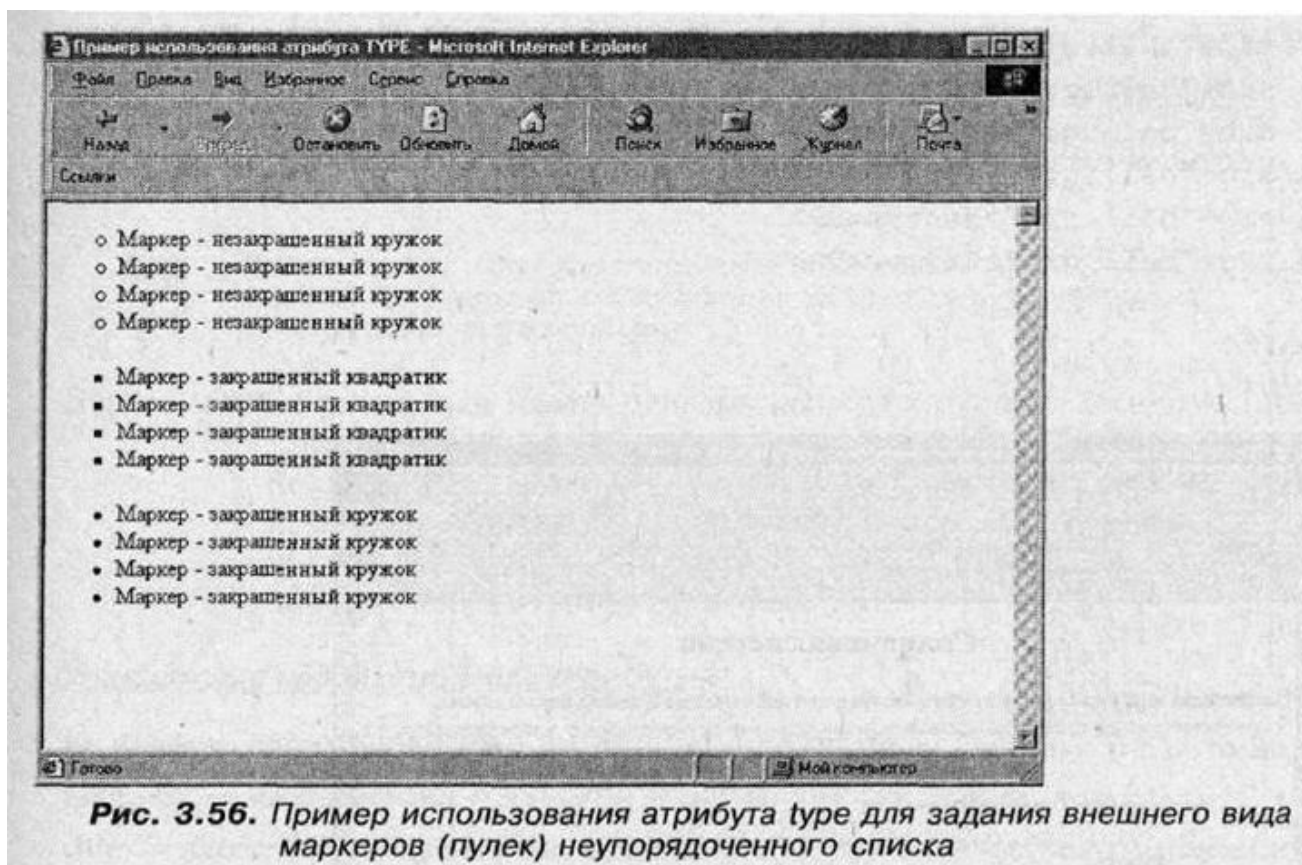 Пример использования атрибута TYPE - Microsoft Internet Explorer
Файл Правка Вид Избранное Сервис Справка
Назад Вперед Остановить Обновить Домой Поиск Избранное Журнал Почта
Ссылки
Маркер - незакрашенный кружок
Маркер - незакрашенный кружок
Маркер - незакрашенный кружок
Маркер - незакрашенный кружок
Маркер - закрашенный квадратик
Маркер - закрашенный квадратик
Маркер - закрашенный квадратик
Маркер - закрашенный квадратик
Маркер - закрашенный кружок
Маркер - закрашенный кружок
Маркер - закрашенный кружок
Маркер - закрашенный кружок
Готово Мой компьютер
Рис. 3.56. Пример использования атрибута type для задания внешнего вида
маркеров (пулек) неупорядоченного списка